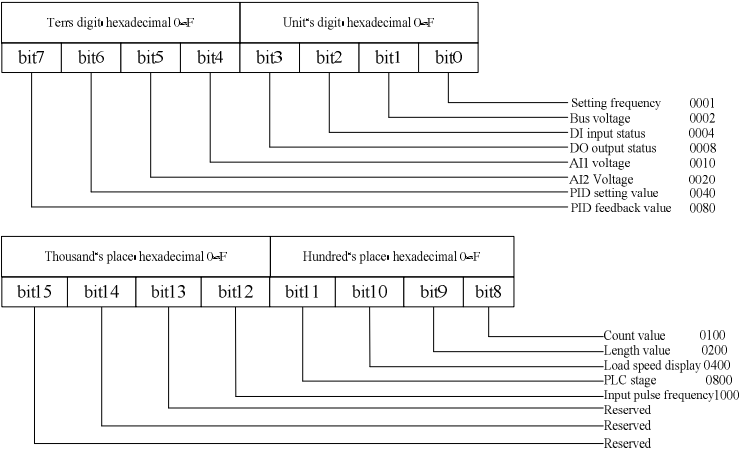 Tens digit, hexadecimal 0~F Unit's digit, hexadecimal 0~F
bit7 bit6 bit5 bit4 bit3 bit2 bit1 bit0
Setting frequency 0001
Bus voltage 0002
DI input status 0004
DO output status 0008
AI1 voltage 0010
AI2 Voltage 0020
PID setting value 0040
PID feedback value 0080
Thousand's place, hexadecimal 0~F Hundred's place, hexadecimal 0~F
bit15 bit14 bit13 bit12 bit11 bit10 bit9 bit8
Count value 0100
Length value 0200
Load speed display 0400
PLC stage 0800
Input pulse frequency1000
Reserved
Reserved
Reserved